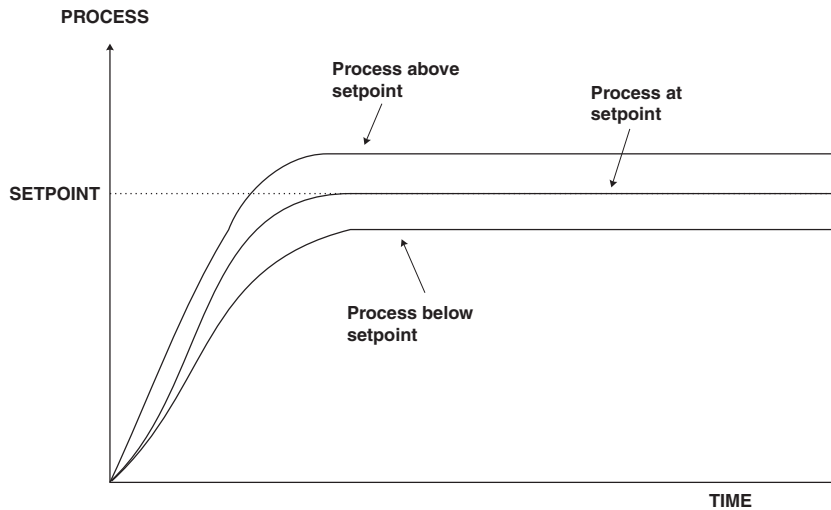 PROCESS
Process above
setpoint
Process at
setpoint
SETPOINT
Process below
setpoint
TIME